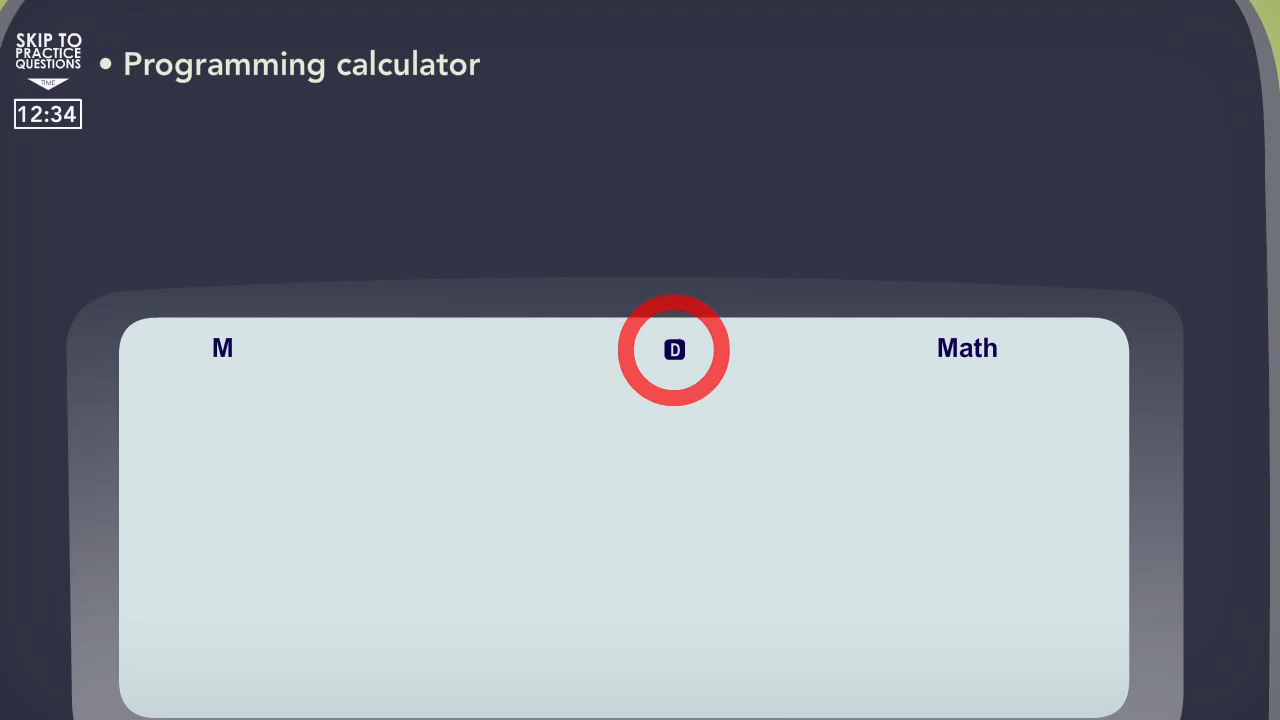 SKIP TO
PRACTICE
QUESTIONS
TIME
12:34
• Programming calculator
M D Math